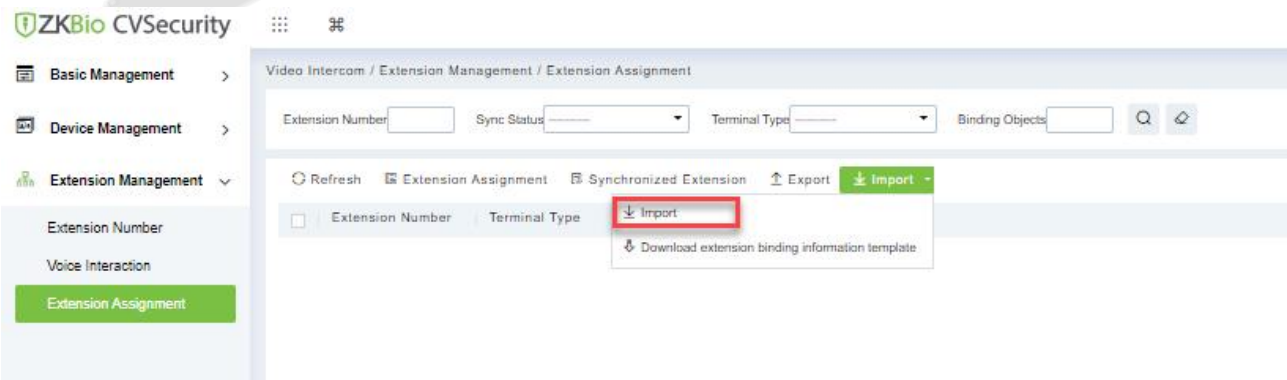 ZKBio CVSecurity
Basic Management
Device Management
Extension Management
Extension Number
Voice Interaction
Extension Assignment
Video Intercom / Extension Management / Extension Assignment
Extension Number Sync Status ---------- Terminal Type ---------- Binding Objects
Refresh Extension Assignment Synchronized Extension Export Import
Extension Number Terminal Type
Import
Download extension binding information template